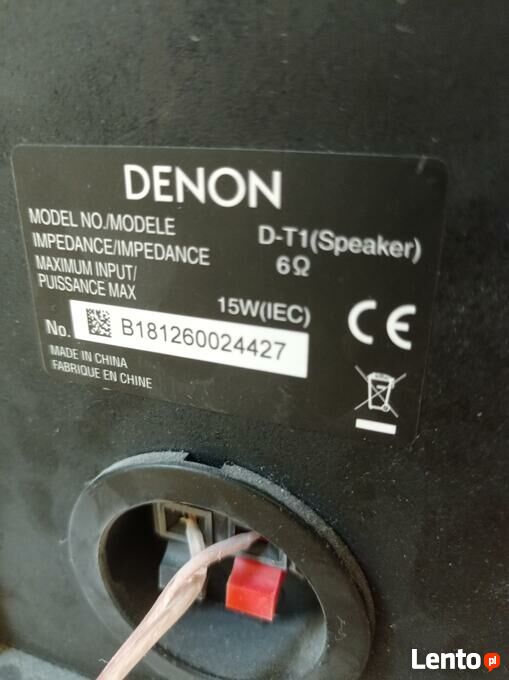 DENON
MODEL NO./MODELE D-T1(Speaker)
IMPEDANCE/IMPEDANCE 6Ω
MAXIMUM INPUT/
PUISSANCE MAX 15W(IEC)
No. B181260024427
CE
MADE IN CHINA
FABRIQUE EN CHINE
Lento.pl